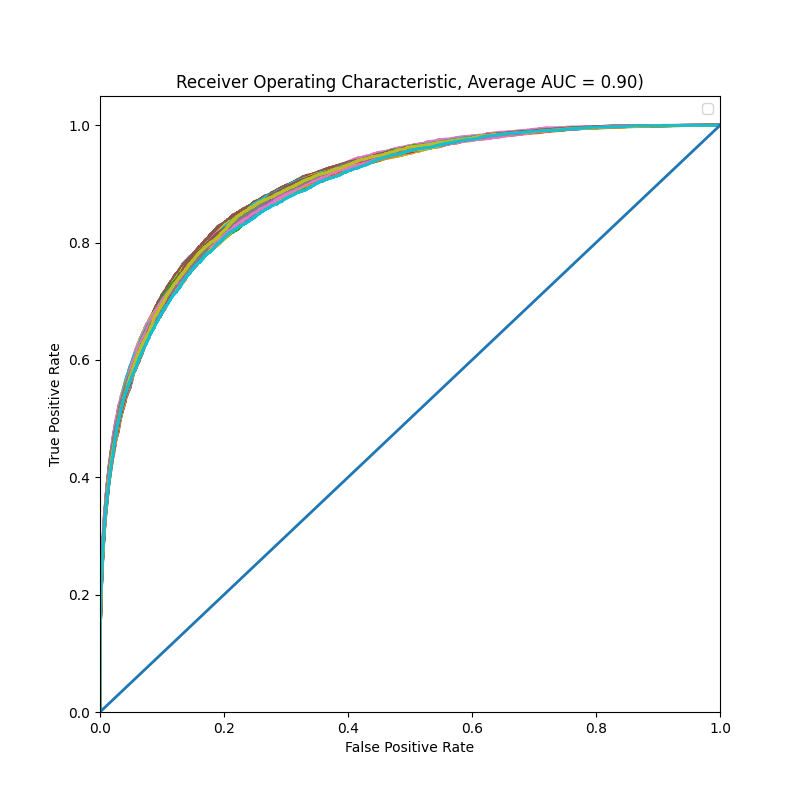 Receiver Operating Characteristic, Average AUC = 0.90)
1.0
0.8
0.6
0.4
0.2
0.0
True Positive Rate
0.0 0.2 0.4 0.6 0.8 1.0
False Positive Rate